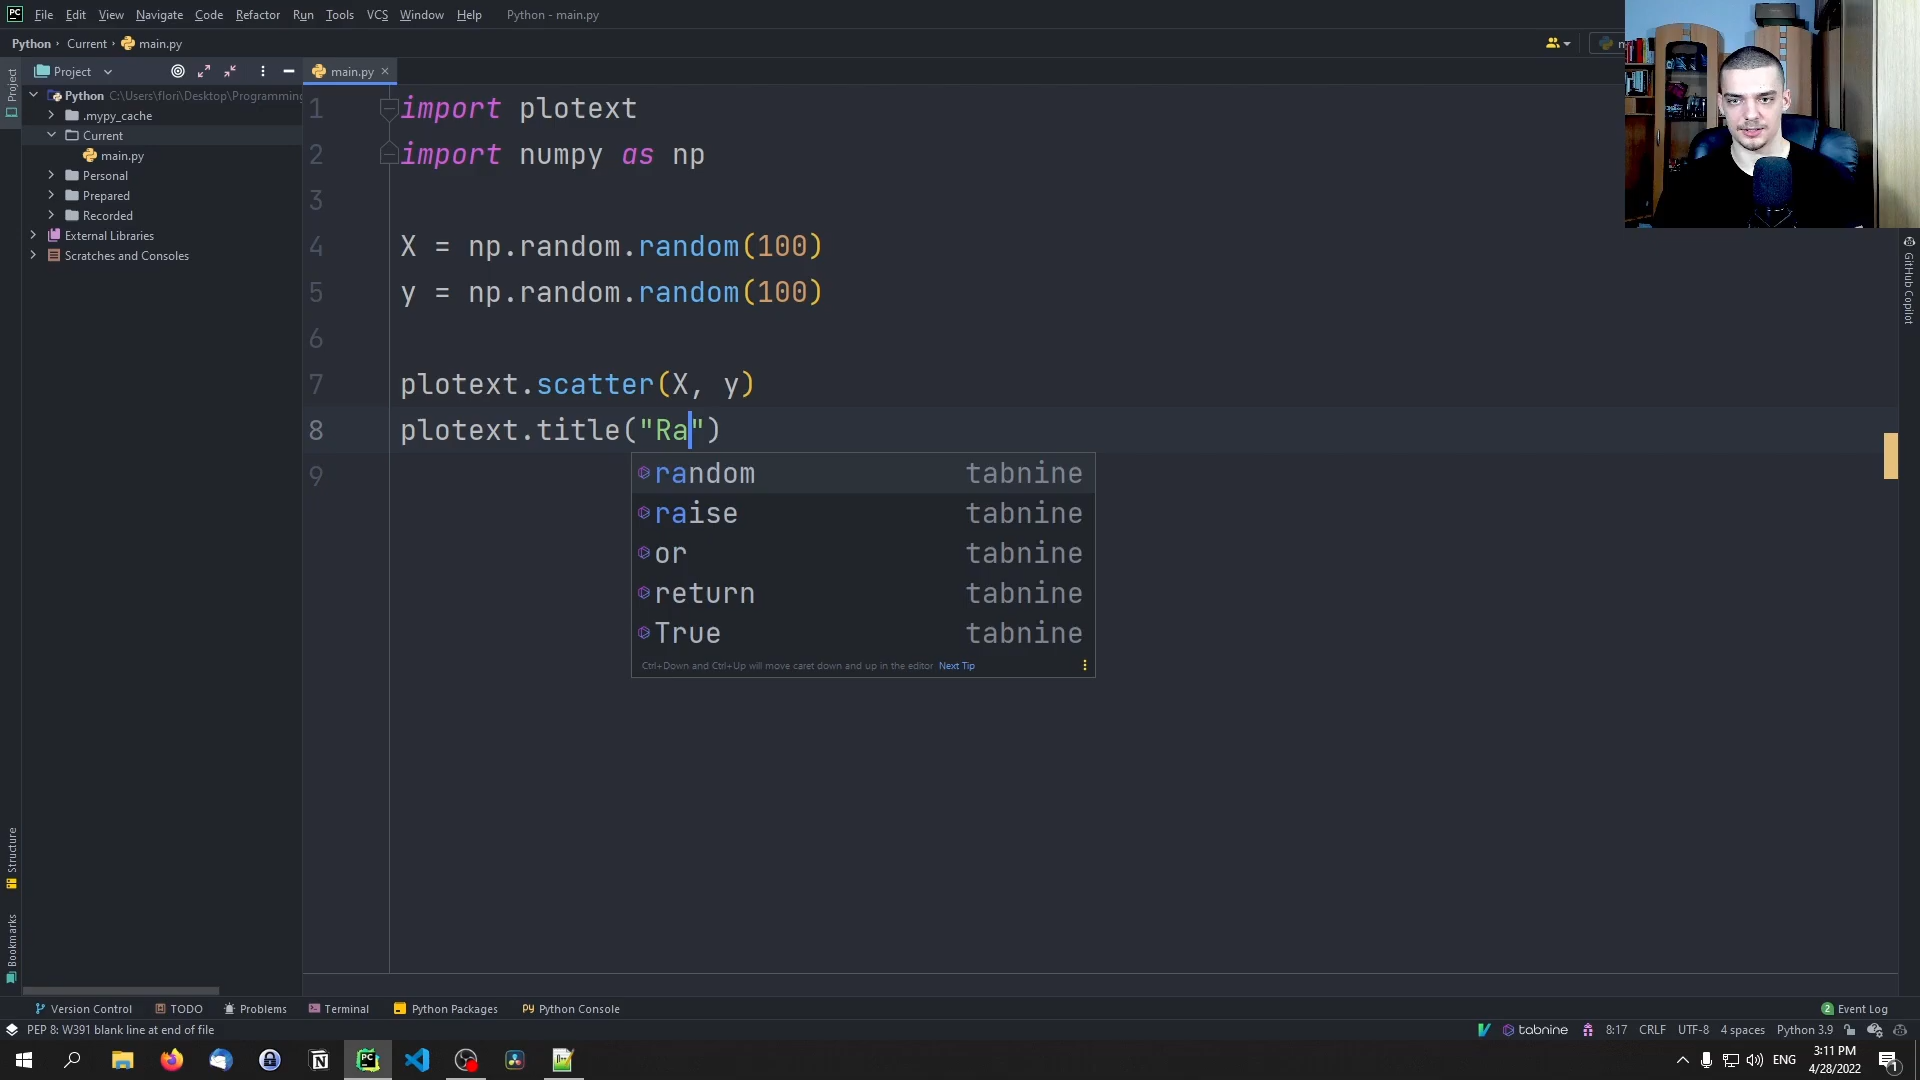 PC File Edit View Navigate Code Refactor Run Tools VCS Window Help Python - main.py
Python Current main.py
Project main.py
Python C:\Users\flori\Desktop\Programming
.mypy_cache
Current
main.py
Personal
Prepared
Recorded
External Libraries
Scratches and Consoles
Project
Structure
Bookmarks
1 import plotext
2 import numpy as np
3
4 X = np.random.random(100)
5 y = np.random.random(100)
6
7 plotext.scatter(X, y)
8 plotext.title("Ra")
9
random tabnine
raise tabnine
or tabnine
return tabnine
True tabnine
Ctrl+Down and Ctrl+Up will move caret down and up in the editor Next Tip
GitHub Copilot
Version Control TODO Problems Terminal Python Packages Python Console 2 Event Log
PEP 8: W391 blank line at end of file tabnine 8:17 CRLF UTF-8 4 spaces Python 3.9
ENG 3:11 PM
4/28/2022